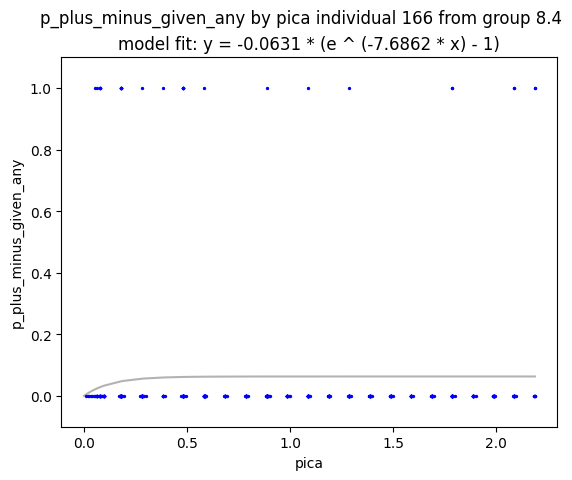 p_plus_minus_given_any by pica individual 166 from group 8.4
model fit: y = -0.0631 * (e ^ (-7.6862 * x) - 1)
1.0
0.8
0.6
0.4
0.2
0.0
p_plus_minus_given_any
0.0 0.5 1.0 1.5 2.0
pica